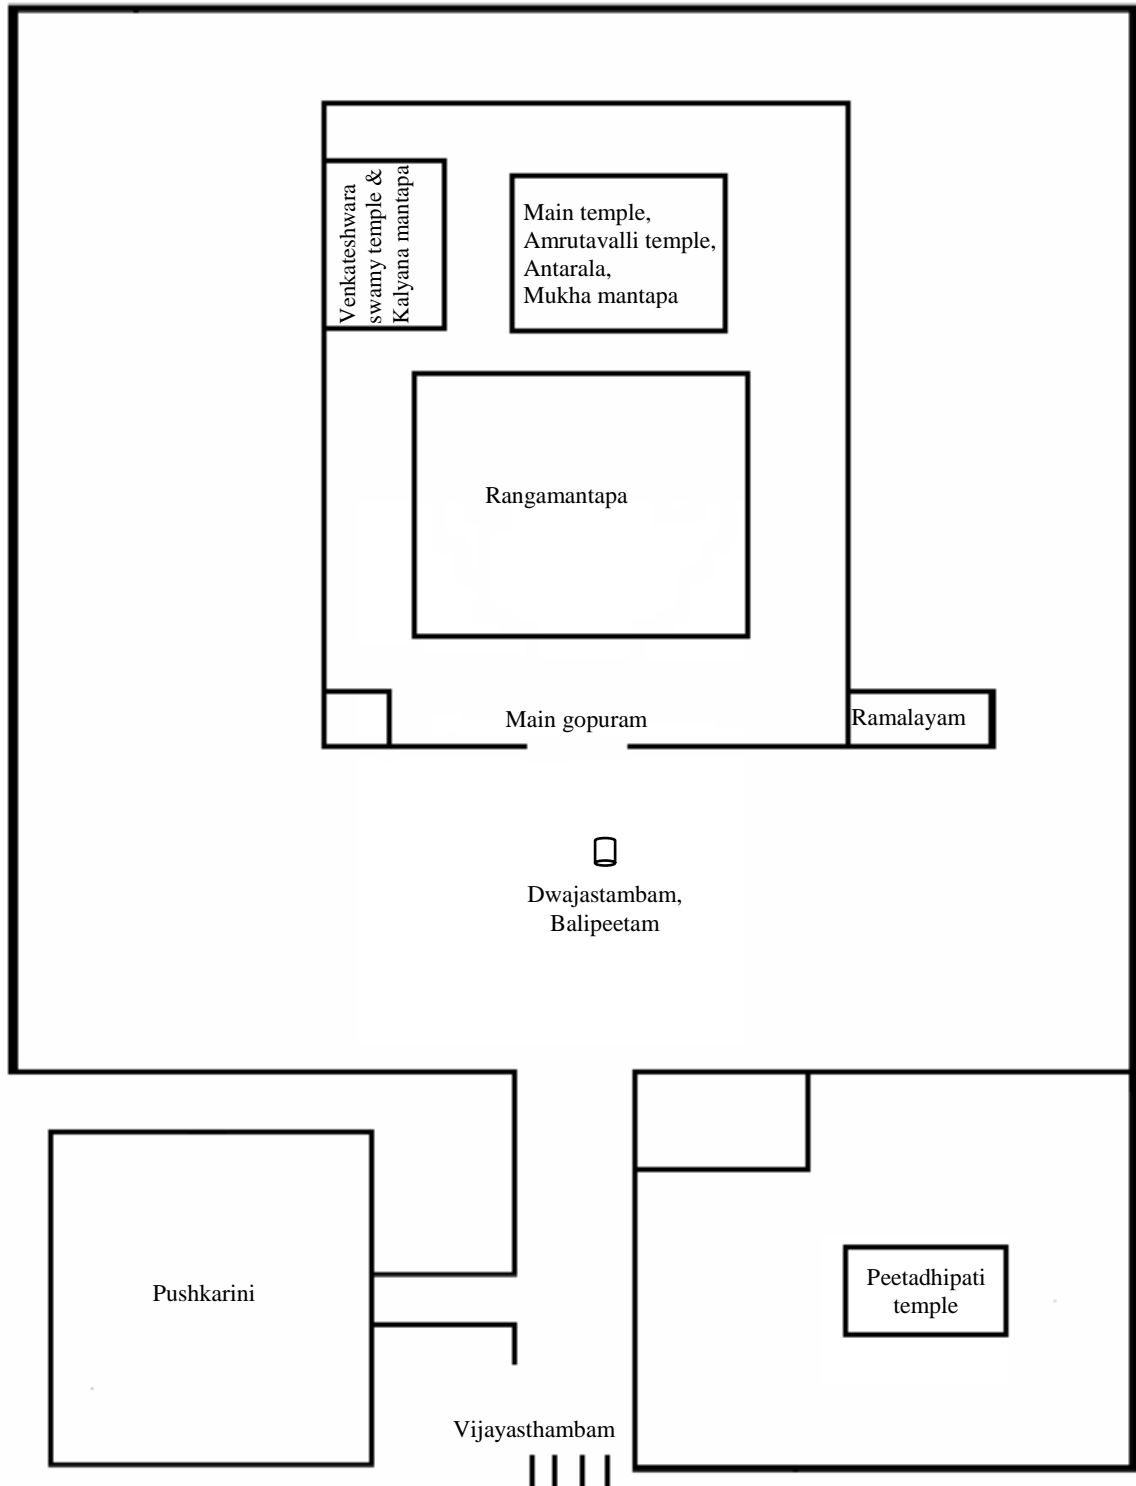 Venkateshwara
swamy temple &
Kalyana mantapa
Main temple,
Amrutavalli temple,
Antarala,
Mukha mantapa
Rangamantapa
Main gopuram
Ramalayam
Dwajastambam,
Balipeetam
Pushkarini
Peetadhipati
temple
Vijayasthambam